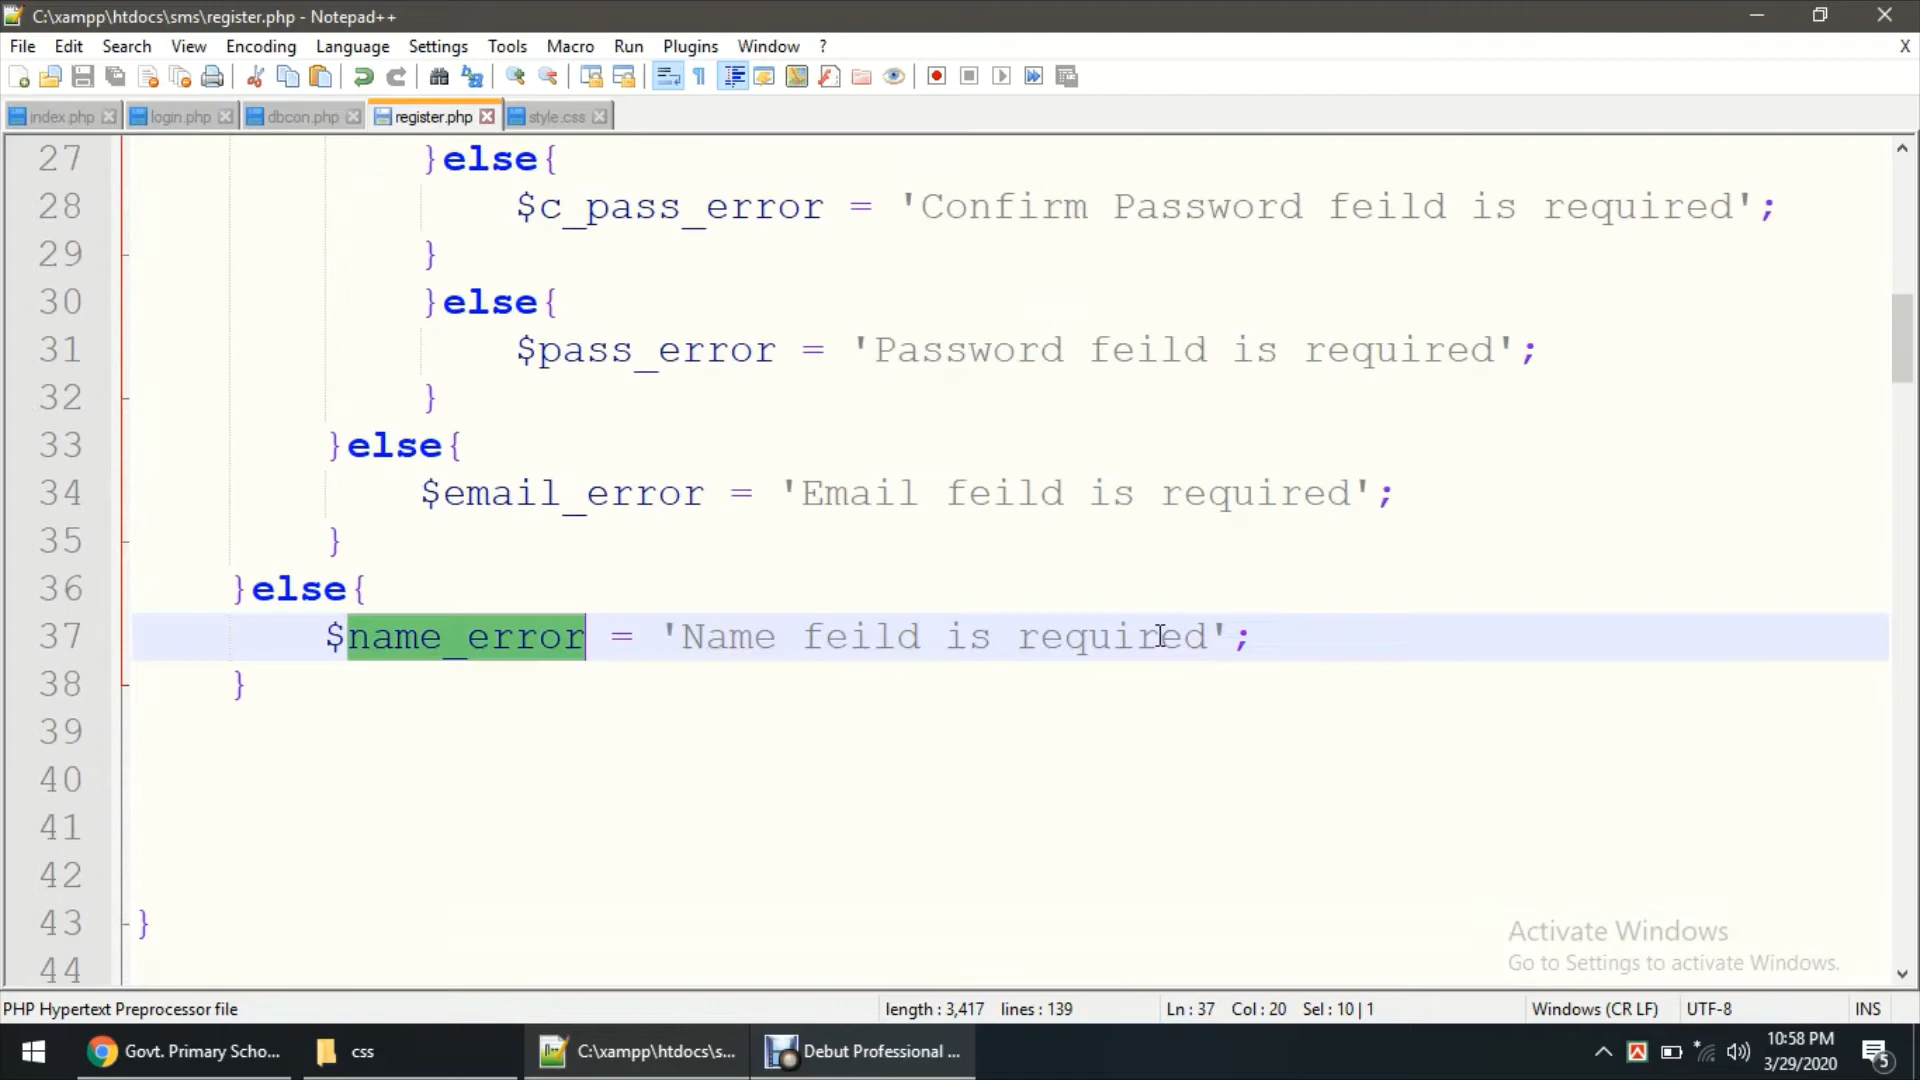 C:\xampp\htdocs\sms\register.php - Notepad++
File Edit Search View Encoding Language Settings Tools Macro Run Plugins Window ? X
index.php login.php dbcon.php register.php style.css
27 }else{
28 $c_pass_error = 'Confirm Password feild is required';
29 }
30 }else{
31 $pass_error = 'Password feild is required';
32 }
33 }else{
34 $email_error = 'Email feild is required';
35 }
36 }else{
37 $name_error = 'Name feild is required';
38 }
39
40
41
42
43 }
44
Activate Windows
Go to Settings to activate Windows.
PHP Hypertext Preprocessor file length : 3,417 lines : 139 Ln : 37 Col : 20 Sel : 10 | 1 Windows (CR LF) UTF-8 INS
Govt. Primary Scho... css C:\xampp\htdocs\s... Debut Professional ... 10:58 PM
3/29/2020 5